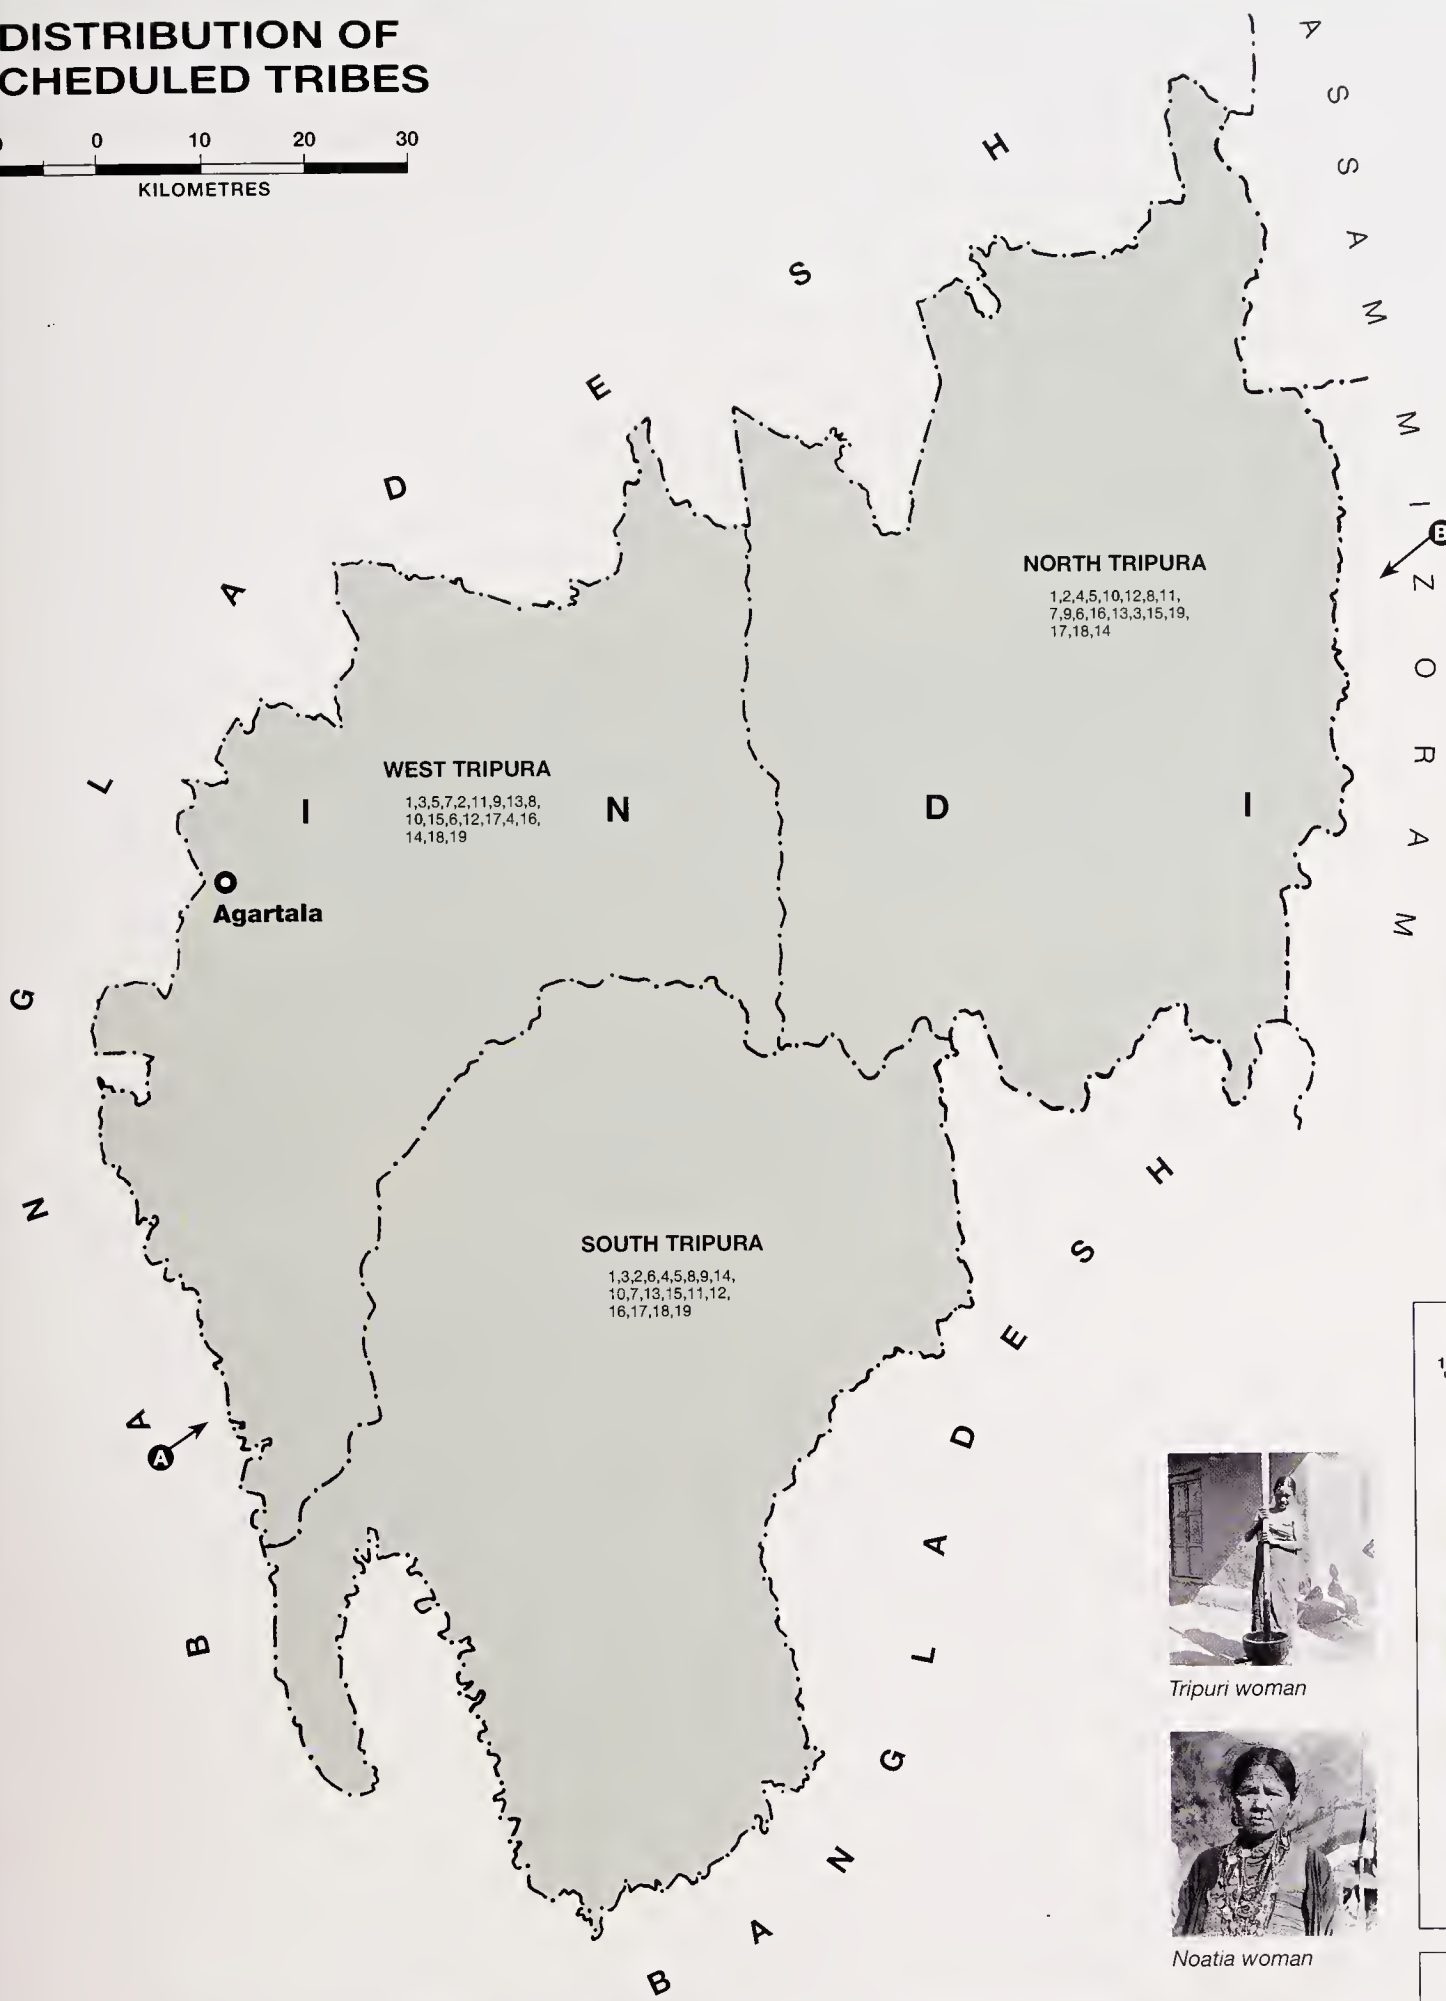 DISTRIBUTION OF
CHEDULED TRIBES
0 10 20 30
KILOMETRES
ASSAM
MIZORAM
BANGLADESH
B
NORTH TRIPURA
1,2,4,5,10,12,8,11,
7,9,6,16,13,3,15,19,
17,18,14
WEST TRIPURA
1,3,5,7,2,11,9,13,8,
10,15,6,12,17,4,16,
14,18,19
I N D I
Agartala
SOUTH TRIPURA
1,3,2,6,4,5,8,9,14,
10,7,13,15,11,12,
16,17,18,19
A
BANGLADESH
Tripuri woman
Noatia woman